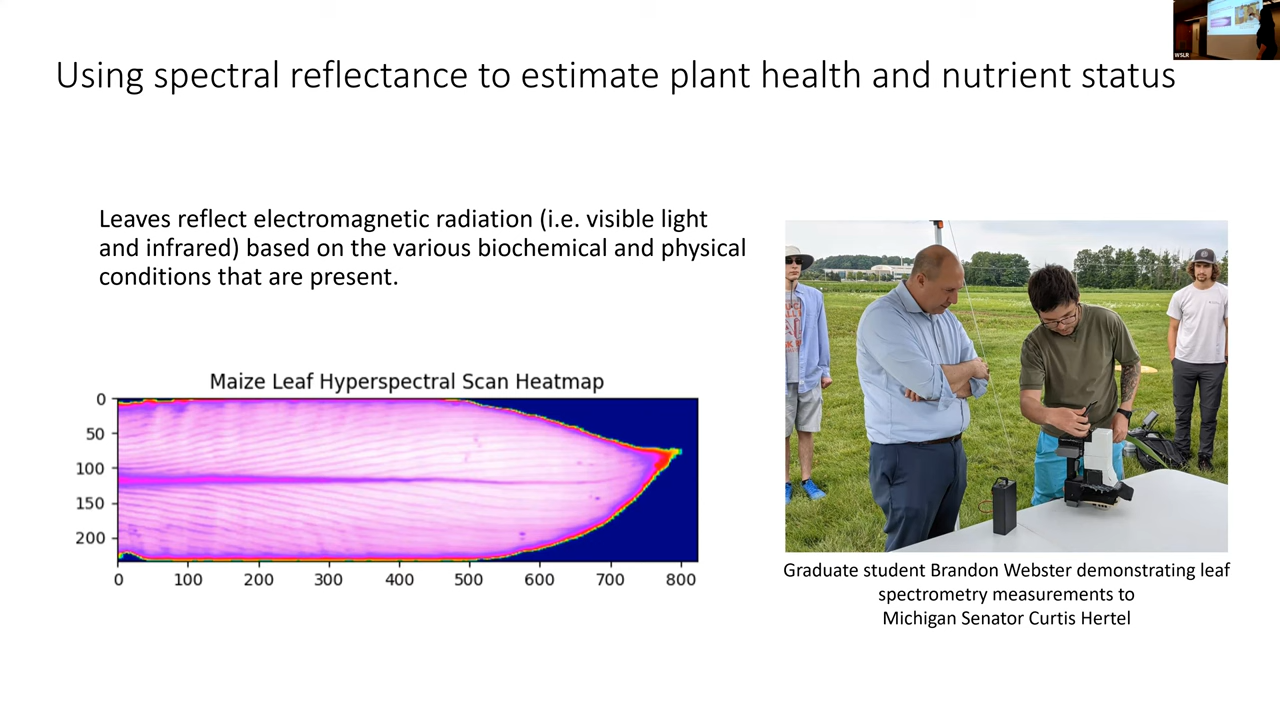 WSLR
Using spectral reflectance to estimate plant health and nutrient status
Leaves reflect electromagnetic radiation (i.e. visible light
and infrared) based on the various biochemical and physical
conditions that are present.
Maize Leaf Hyperspectral Scan Heatmap
0
50
100
150
200
0 100 200 300 400 500 600 700 800
Graduate student Brandon Webster demonstrating leaf
spectrometry measurements to
Michigan Senator Curtis Hertel